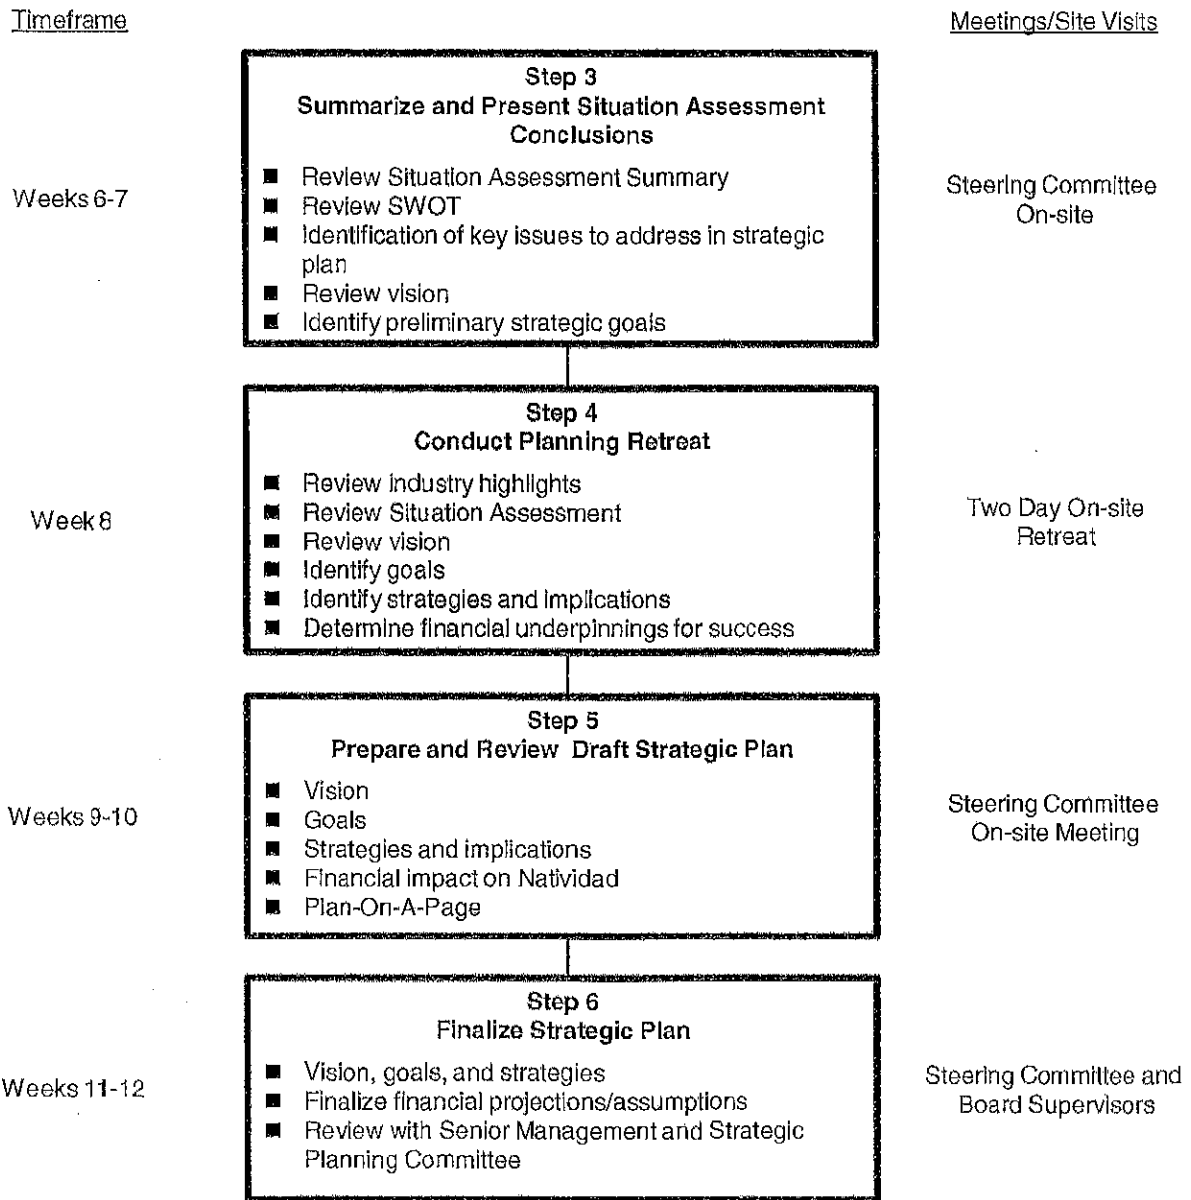 Timeframe
Meetings/Site Visits
Step 3
Summarize and Present Situation Assessment
Conclusions
■ Review Situation Assessment Summary
■ Review SWOT
■ Identification of key issues to address in strategic
plan
■ Review vision
■ Identify preliminary strategic goals
Weeks 6-7
Steering Committee
On-site
Step 4
Conduct Planning Retreat
■ Review industry highlights
■ Review Situation Assessment
■ Review vision
■ Identify goals
■ Identify strategies and implications
■ Determine financial underpinnings for success
Week 8
Two Day On-site
Retreat
Step 5
Prepare and Review Draft Strategic Plan
■ Vision
■ Goals
■ Strategies and implications
■ Financial impact on Natividad
■ Plan-On-A-Page
Weeks 9-10
Steering Committee
On-site Meeting
Step 6
Finalize Strategic Plan
■ Vision, goals, and strategies
■ Finalize financial projections/assumptions
■ Review with Senior Management and Strategic
Planning Committee
Weeks 11-12
Steering Committee and
Board Supervisors